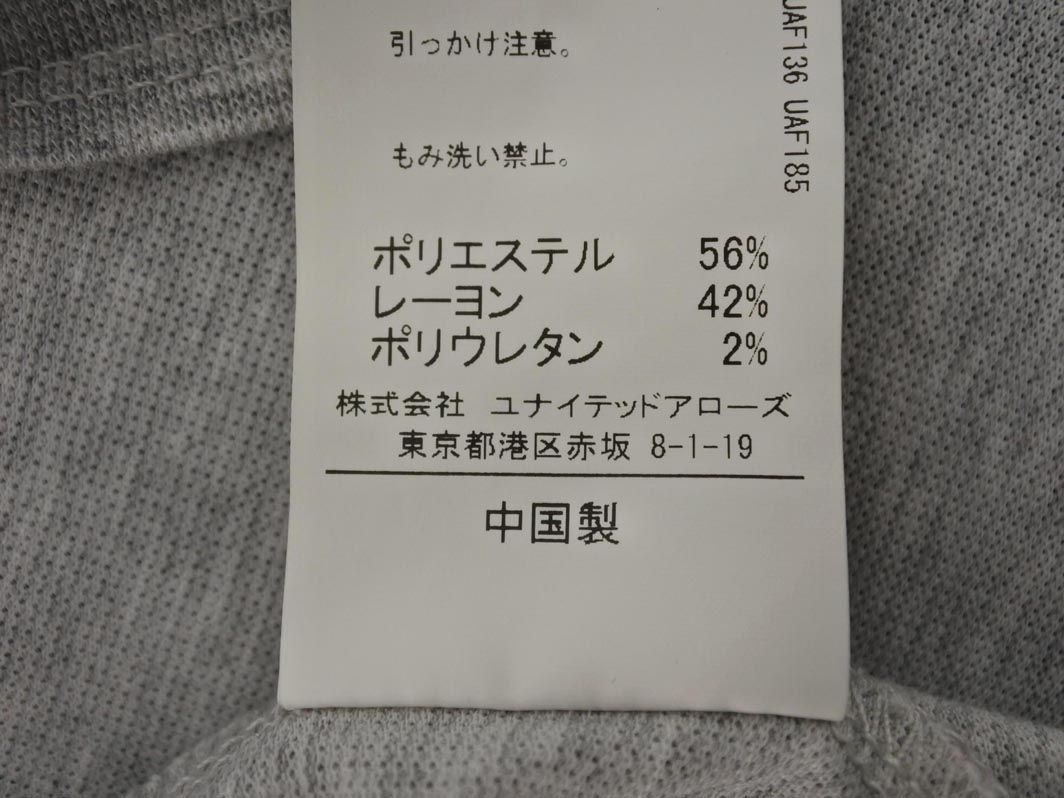 引っかけ注意。
もみ洗い禁止。
ポリエステル 56%
レーヨン 42%
ポリウレタン 2%
株式会社 ユナイテッドアローズ
東京都港区赤坂 8-1-19
中国製
UAF136 UAF185